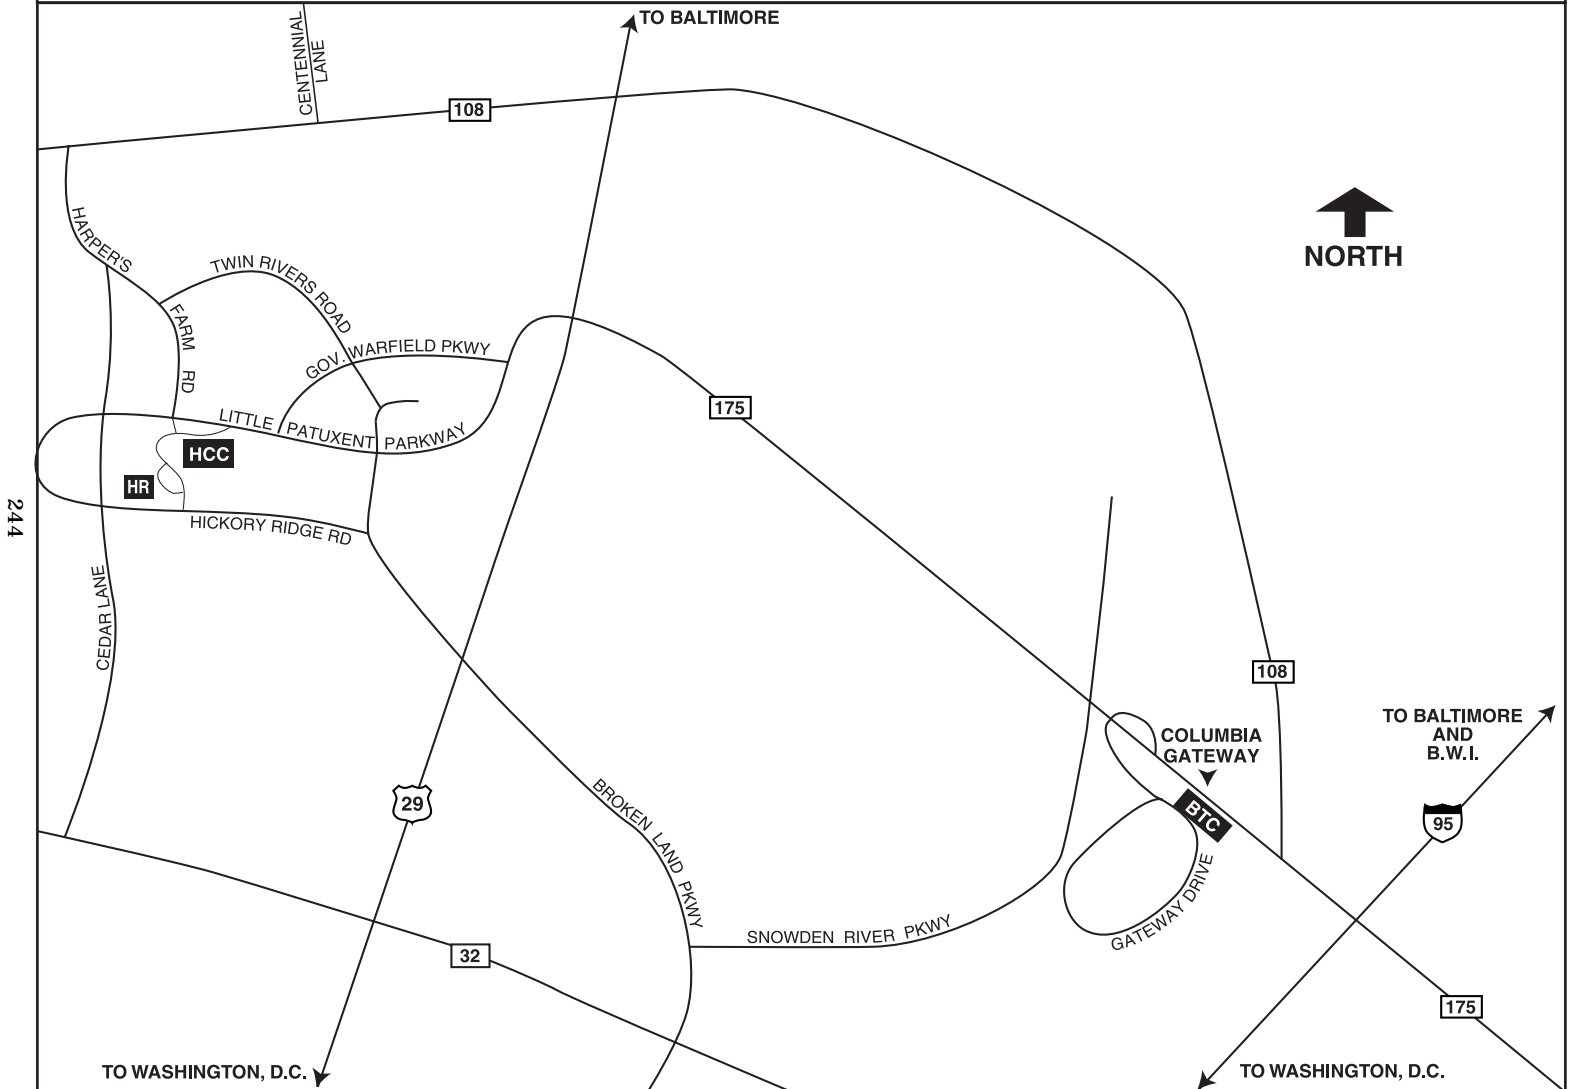 TO BALTIMORE
CENTENNIAL
LANE
108
HARPER'S
FARM RD
TWIN RIVERS ROAD
NORTH
GOV. WARFIELD PKWY
LITTLE PATUXENT PARKWAY
175
HCC
HR
244
HICKORY RIDGE RD
CEDAR LANE
108
TO BALTIMORE
AND
B.W.I.
COLUMBIA
GATEWAY
29
BROKEN LAND PKWY
BTC
95
GATEWAY DRIVE
SNOWDEN RIVER PKWY
32
175
TO WASHINGTON, D.C.
TO WASHINGTON, D.C.